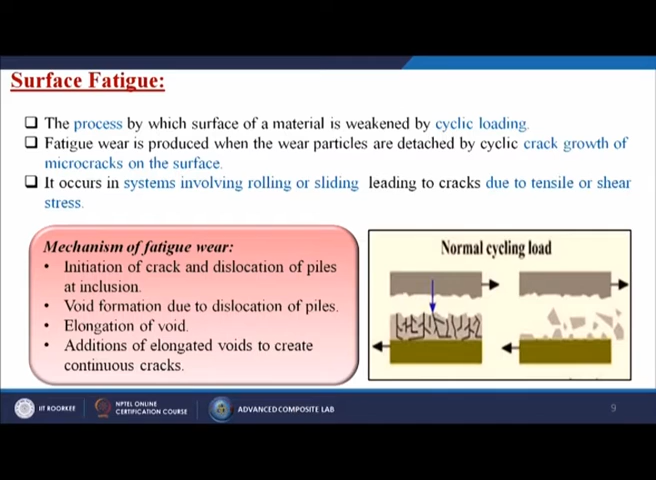 Surface Fatigue:
❑ The process by which surface of a material is weakened by cyclic loading.
❑ Fatigue wear is produced when the wear particles are detached by cyclic crack growth of
microcracks on the surface.
❑ It occurs in systems involving rolling or sliding leading to cracks due to tensile or shear
stress.
Mechanism of fatigue wear:
• Initiation of crack and dislocation of piles
at inclusion.
• Void formation due to dislocation of piles.
• Elongation of void.
• Additions of elongated voids to create
continuous cracks.
Normal cycling load
IIT ROORKEE
NPTEL ONLINE
CERTIFICATION COURSE
ADVANCED COMPOSITE LAB
9